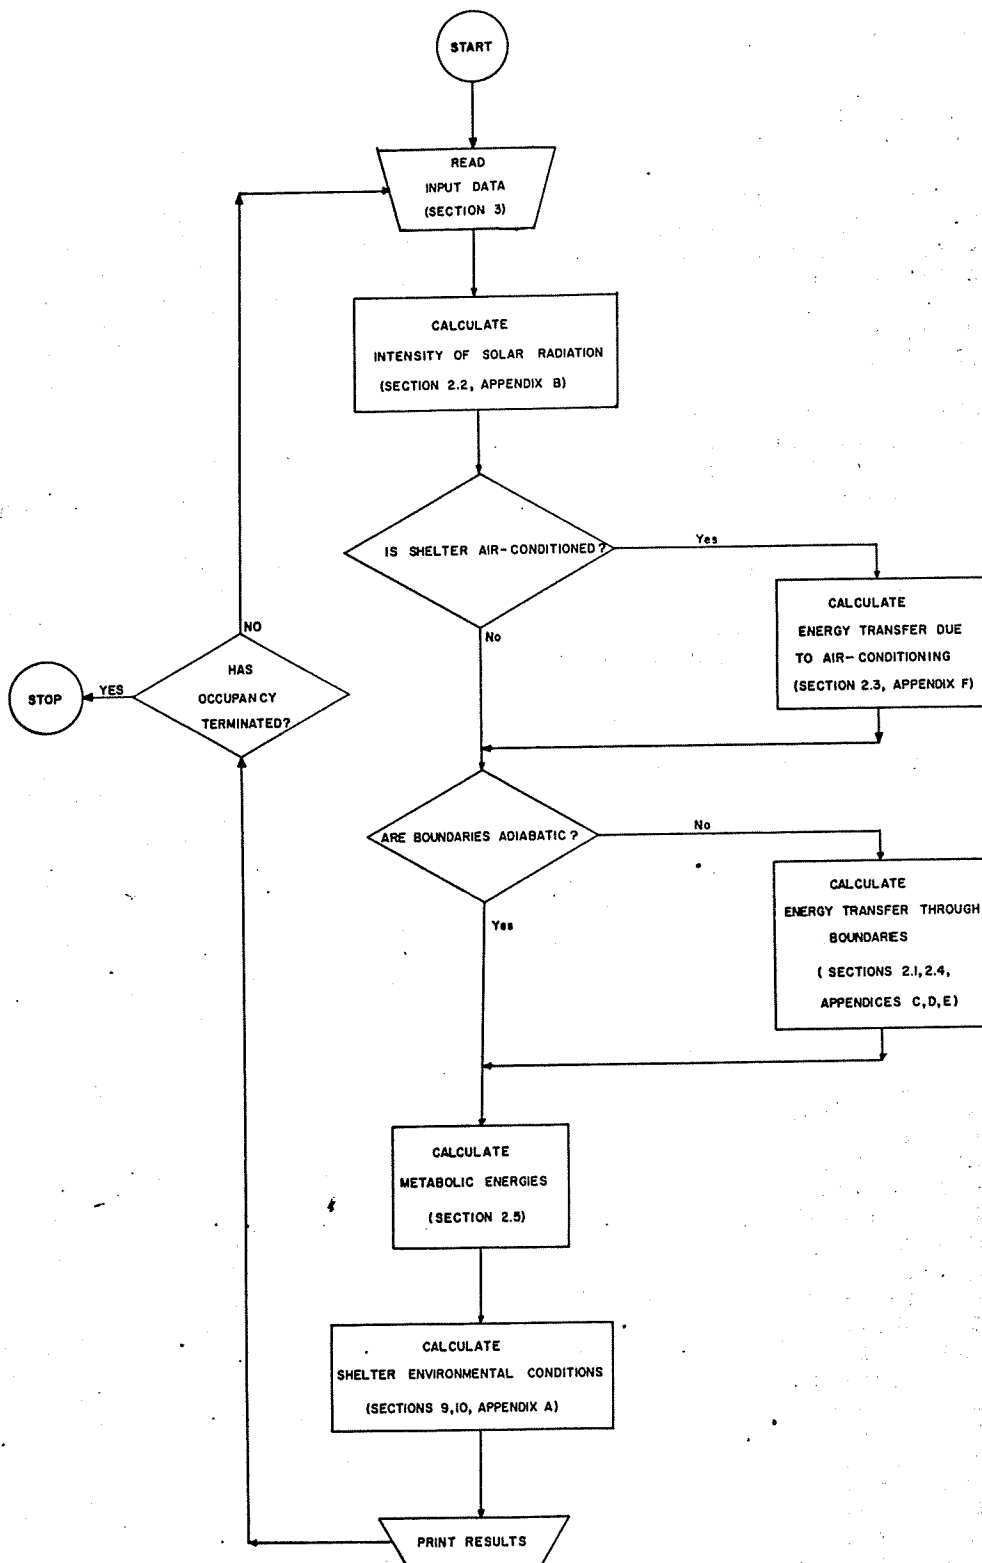 START
READ
INPUT DATA
(SECTION 3)
CALCULATE
INTENSITY OF SOLAR RADIATION
(SECTION 2.2, APPENDIX B)
IS SHELTER AIR-CONDITIONED?
Yes
No
CALCULATE
ENERGY TRANSFER DUE
TO AIR-CONDITIONING
(SECTION 2.3, APPENDIX F)
NO
HAS
OCCUPANCY
TERMINATED?
YES
STOP
ARE BOUNDARIES ADIABATIC?
No
Yes
CALCULATE
ENERGY TRANSFER THROUGH
BOUNDARIES
( SECTIONS 2.1, 2.4,
APPENDICES C,D,E)
CALCULATE
METABOLIC ENERGIES
(SECTION 2.5)
CALCULATE
SHELTER ENVIRONMENTAL CONDITIONS
(SECTIONS 9,10, APPENDIX A)
PRINT RESULTS